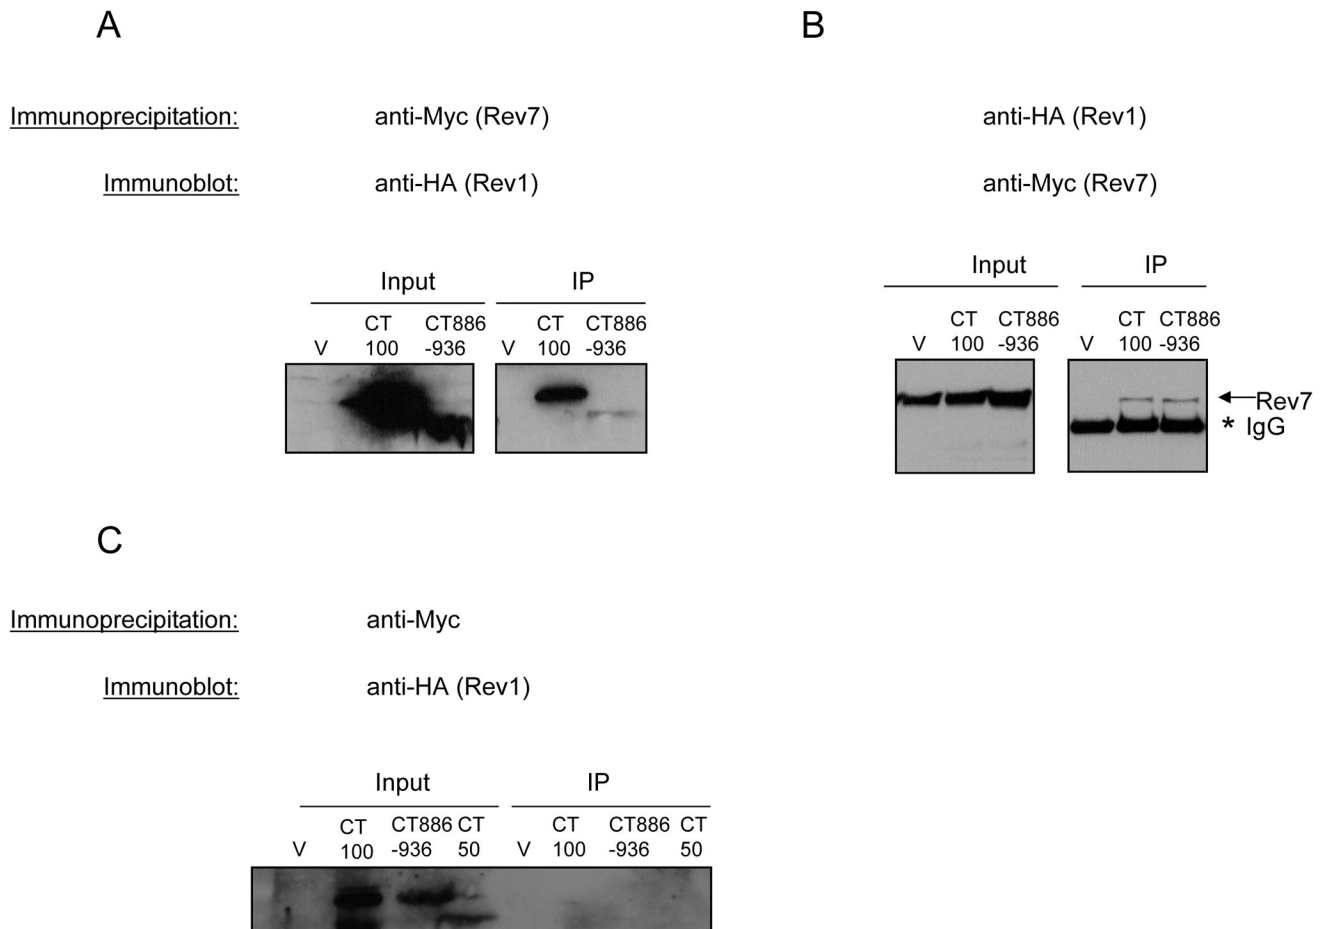 A
Immunoprecipitation: anti-Myc (Rev7)
Immunoblot: anti-HA (Rev1)
Input IP
CT CT886 CT CT886
V 100 -936 V 100 -936
B
anti-HA (Rev1)
anti-Myc (Rev7)
Input IP
CT CT886 CT CT886
V 100 -936 V 100 -936
Rev7
* IgG
C
Immunoprecipitation: anti-Myc
Immunoblot: anti-HA (Rev1)
Input IP
CT CT886 CT CT CT886 CT
V 100 -936 50 V 100 -936 50